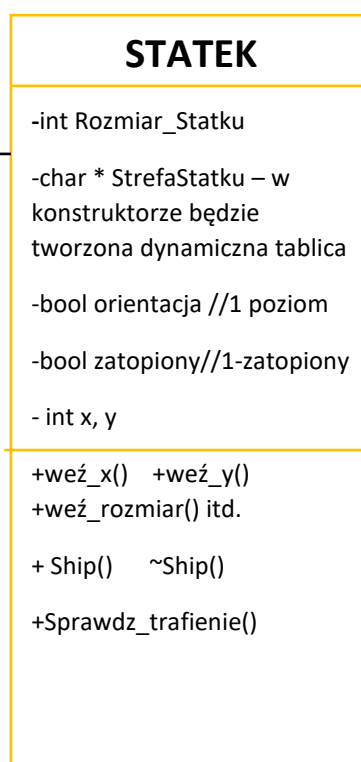 STATEK
-int Rozmiar_Statku
-char * StrefaStatku – w
konstruktorze będzie
tworzona dynamiczna tablica
-bool orientacja //1 poziom
-bool zatopiony//1-zatopiony
- int x, y
+weź_x() +weź_y()
+weź_rozmiar() itd.
+ Ship() ~Ship()
+Sprawdz_trafienie()